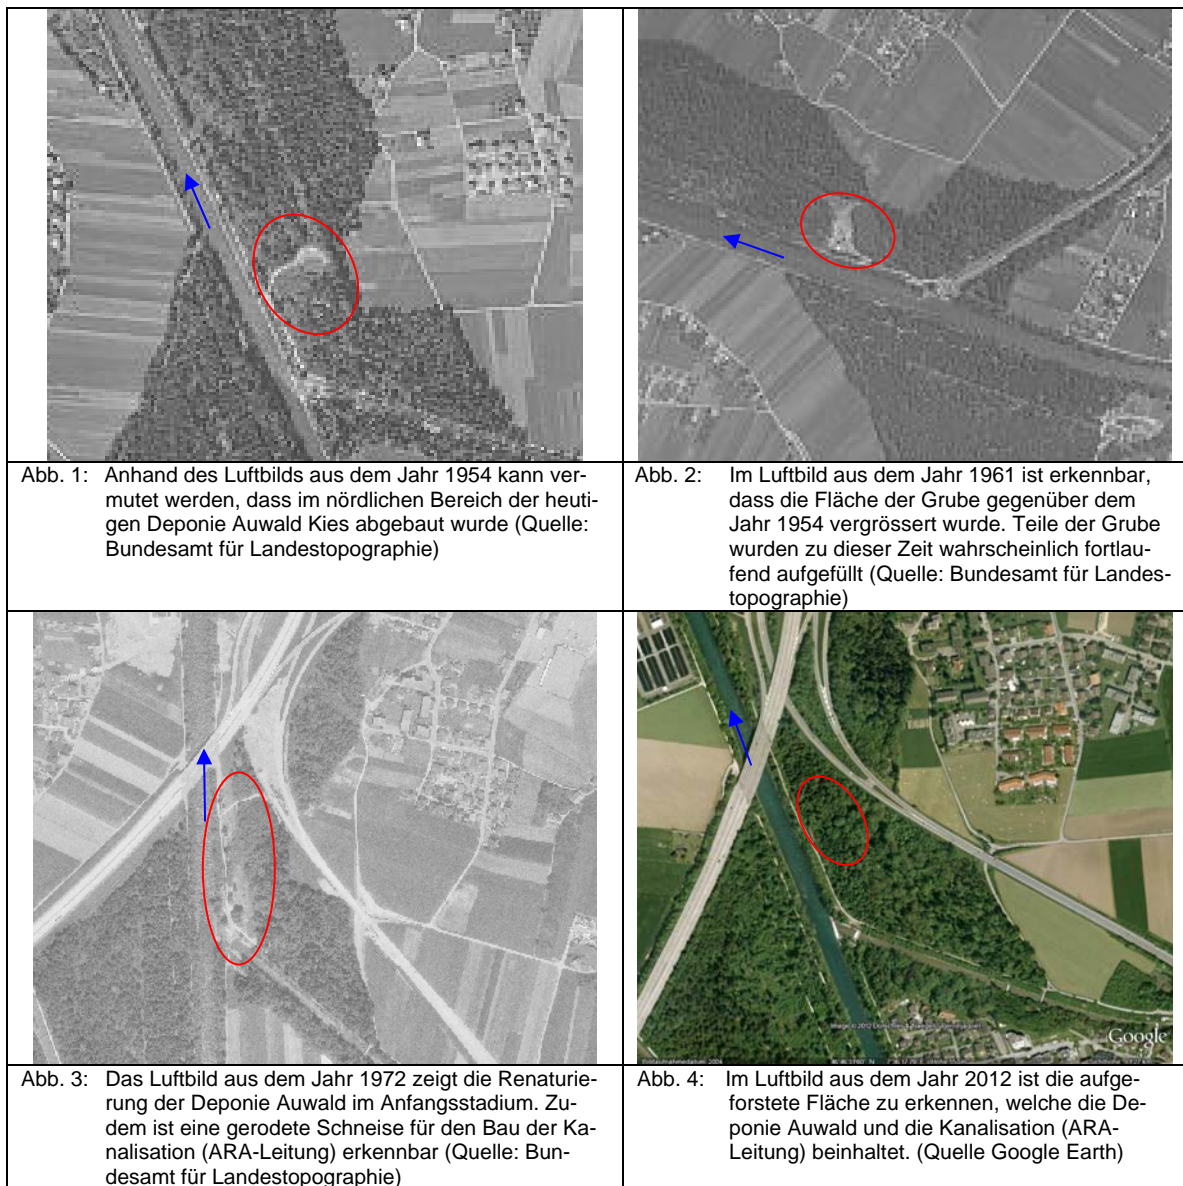 Abb. 1: Anhand des Luftbilds aus dem Jahr 1954 kann ver-
mutet werden, dass im nördlichen Bereich der heuti-
gen Deponie Auwald Kies abgebaut wurde (Quelle:
Bundesamt für Landestopographie)
Abb. 2: Im Luftbild aus dem Jahr 1961 ist erkennbar,
dass die Fläche der Grube gegenüber dem
Jahr 1954 vergrössert wurde. Teile der Grube
wurden zu dieser Zeit wahrscheinlich fortlau-
fend aufgefüllt (Quelle: Bundesamt für Landes-
topographie)
Google
Abb. 3: Das Luftbild aus dem Jahr 1972 zeigt die Renaturie-
rung der Deponie Auwald im Anfangsstadium. Zu-
dem ist eine gerodete Schneise für den Bau der Ka-
nalisation (ARA-Leitung) erkennbar (Quelle: Bun-
desamt für Landestopographie)
Abb. 4: Im Luftbild aus dem Jahr 2012 ist die aufge-
forstete Fläche zu erkennen, welche die De-
ponie Auwald und die Kanalisation (ARA-
Leitung) beinhaltet. (Quelle Google Earth)